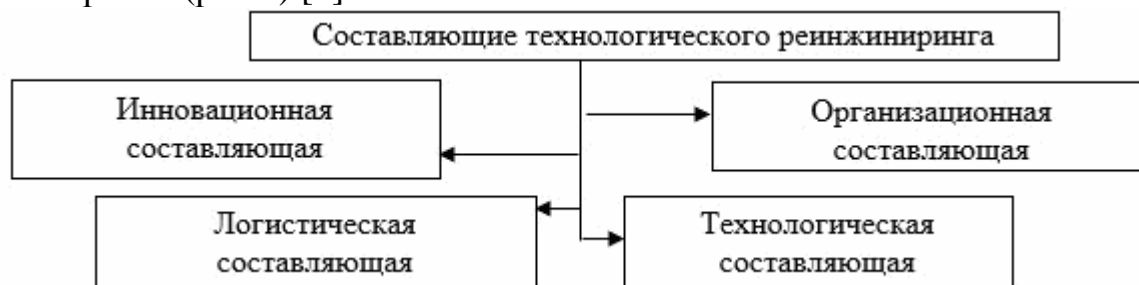 Составляющие технологического реинжиниринга
Инновационная
составляющая
Организационная
составляющая
Логистическая
составляющая
Технологическая
составляющая